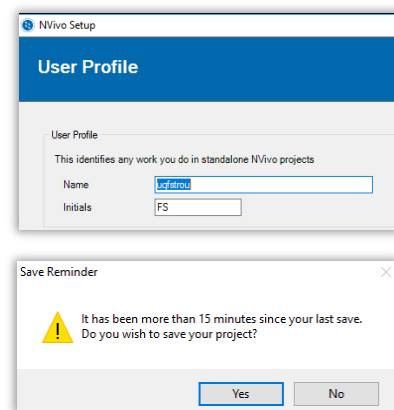 NVivo Setup
User Profile
User Profile
This identifies any work you do in standalone NVivo projects
Name uqfstrou
Initials FS
Save Reminder
It has been more than 15 minutes since your last save.
Do you wish to save your project?
Yes No